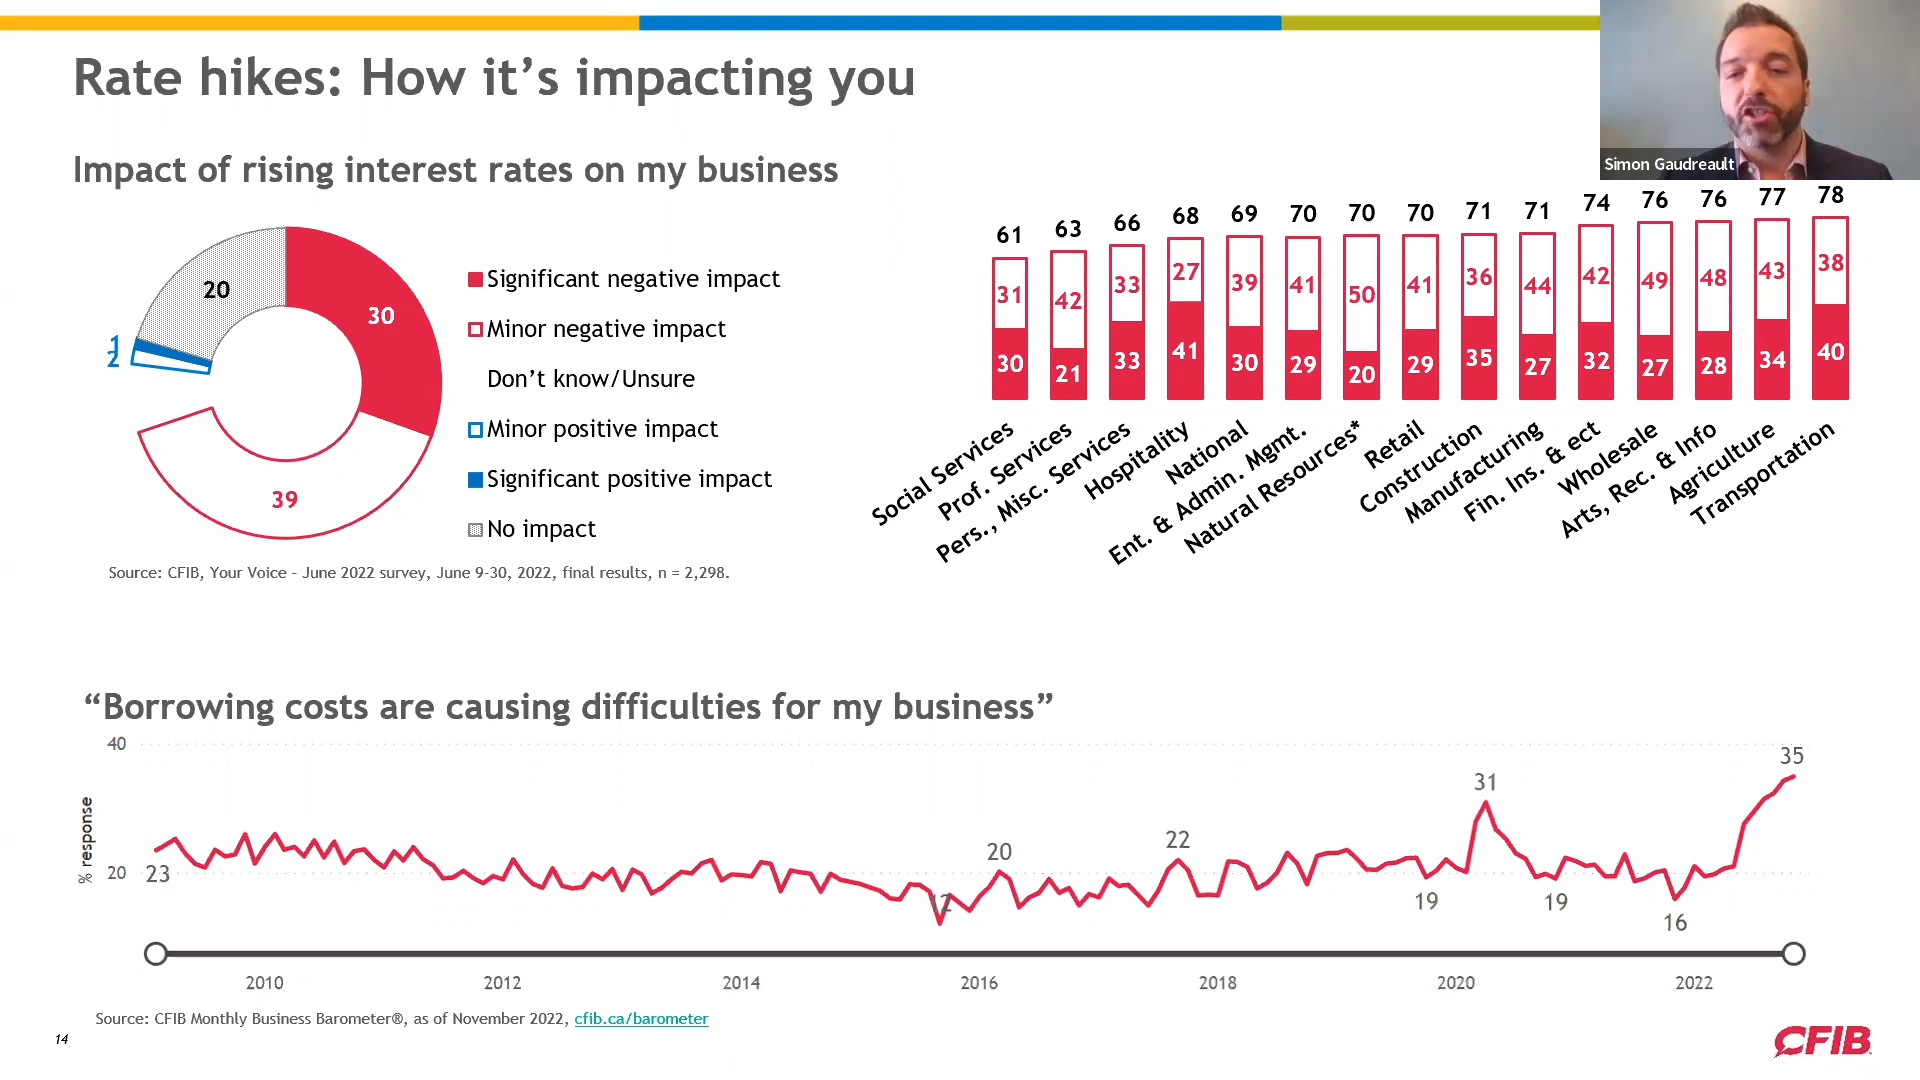 Rate hikes: How it’s impacting you
Simon Gaudreault
Impact of rising interest rates on my business
20
30
1
2
39
Significant negative impact
Minor negative impact
Don’t know/Unsure
Minor positive impact
Significant positive impact
No impact
Source: CFIB, Your Voice – June 2022 survey, June 9-30, 2022, final results, n = 2,298.
61 63 66 68 69 70 70 70 71 71 74 76 76 77 78
31 42 33 27 39 41 50 41 36 44 42 49 48 43 38
30 21 33 41 30 29 20 29 35 27 32 27 28 34 40
Social Services
Prof. Services
Pers., Misc. Services
Hospitality
National
Ent. & Admin. Mgmt.
Natural Resources*
Retail
Construction
Manufacturing
Fin. Ins. & ect
Wholesale
Arts, Rec. & Info
Agriculture
Transportation
“Borrowing costs are causing difficulties for my business”
% response
40
20
23
12
20
22
19
31
19
16
35
2010 2012 2014 2016 2018 2020 2022
Source: CFIB Monthly Business Barometer®, as of November 2022, cfib.ca/barometer
14
CFIB